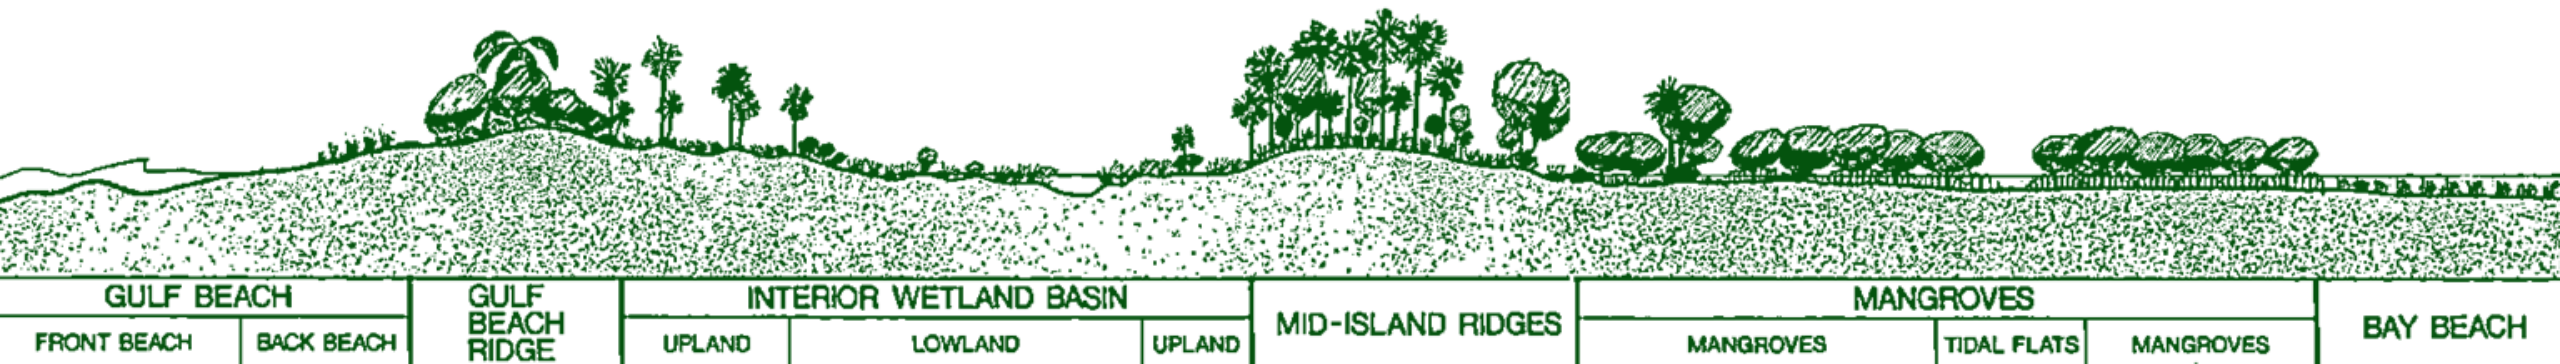 GULF BEACH
GULF
BEACH
RIDGE
INTERIOR WETLAND BASIN
MID-ISLAND RIDGES
MANGROVES
BAY BEACH
FRONT BEACH
BACK BEACH
UPLAND
LOWLAND
UPLAND
MANGROVES
TIDAL FLATS
MANGROVES